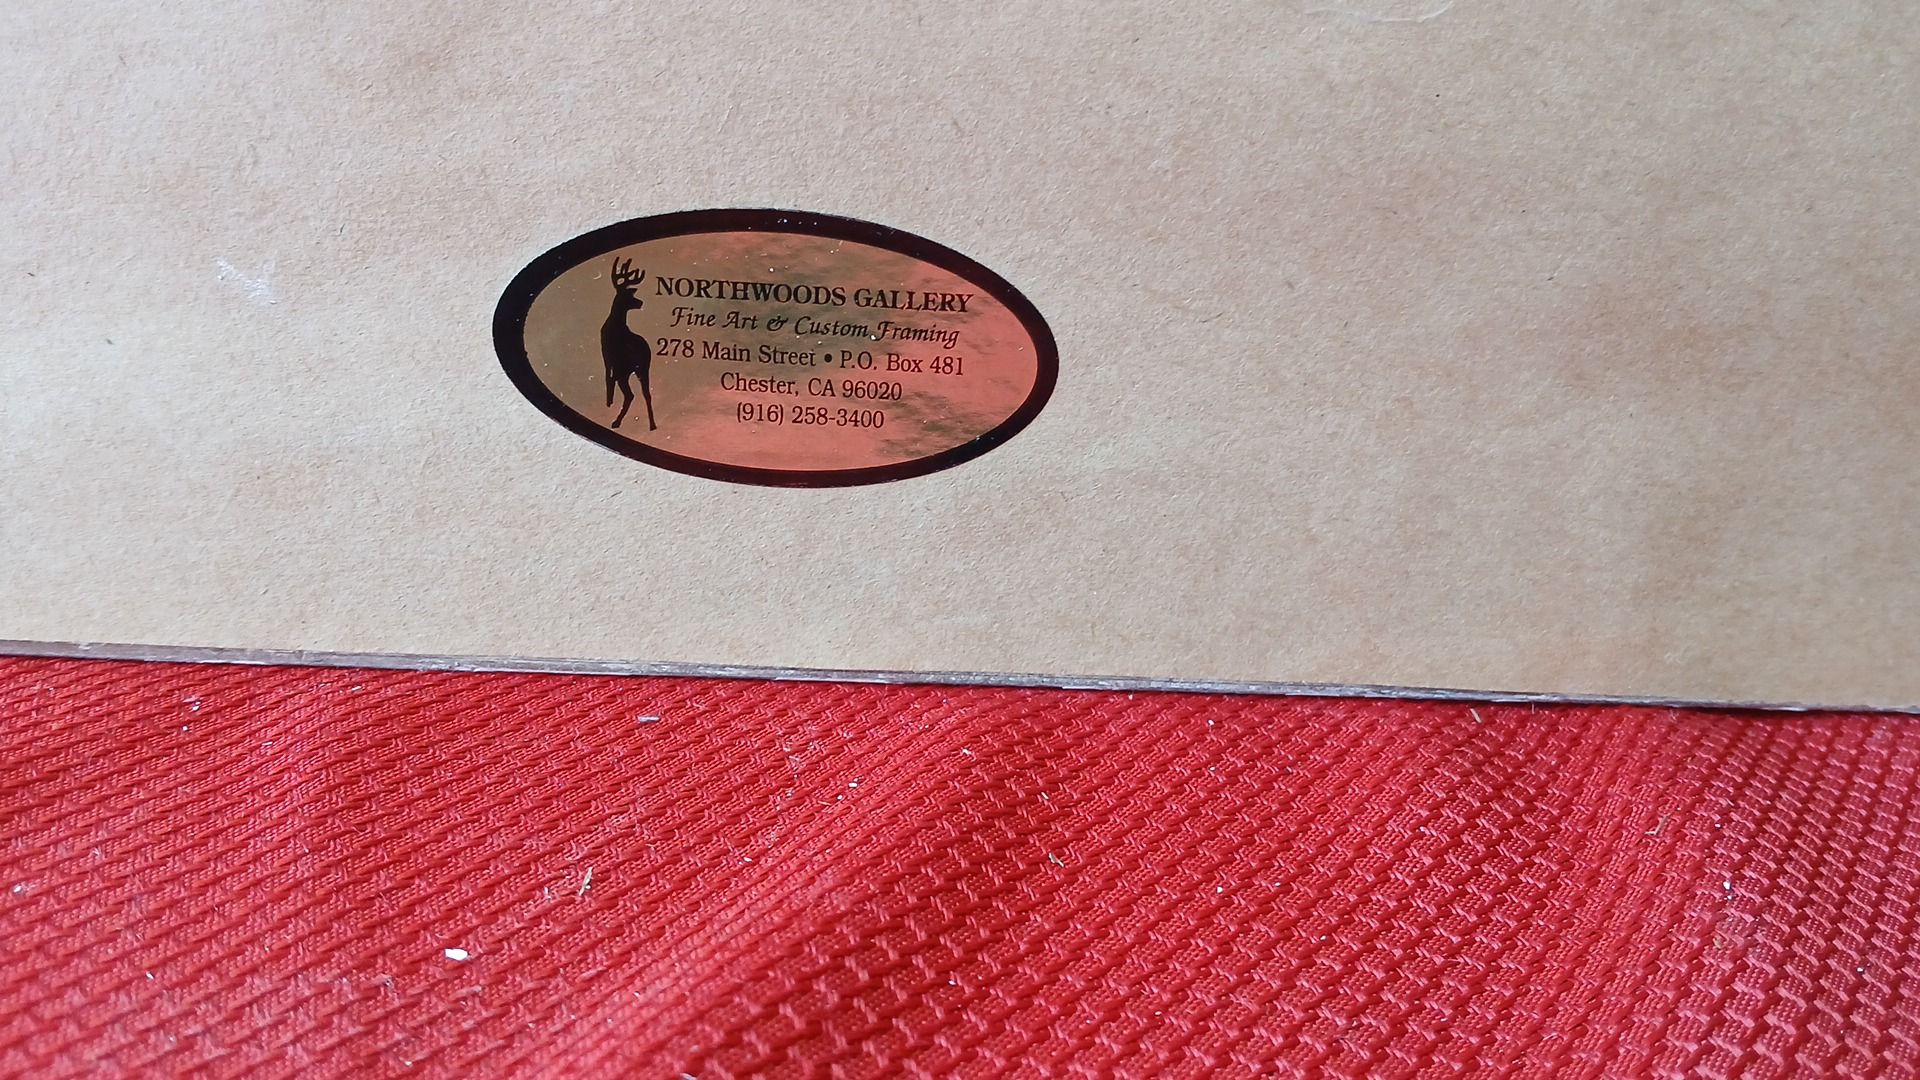 NORTHWOODS GALLERY
Fine Art & Custom Framing
278 Main Street • P.O. Box 481
Chester, CA 96020
(916) 258-3400